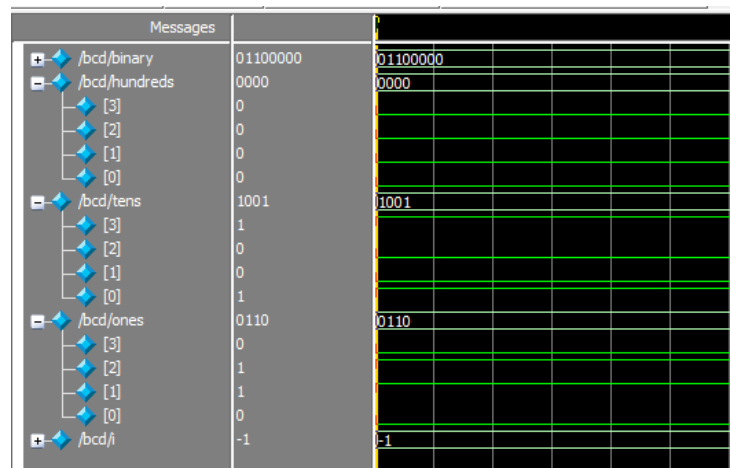 Messages
/bcd/binary 01100000 01100000
/bcd/hundreds 0000 0000
[3] 0
[2] 0
[1] 0
[0] 0
/bcd/tens 1001 1001
[3] 1
[2] 0
[1] 0
[0] 1
/bcd/ones 0110 0110
[3] 0
[2] 1
[1] 1
[0] 0
/bcd/i -1 -1